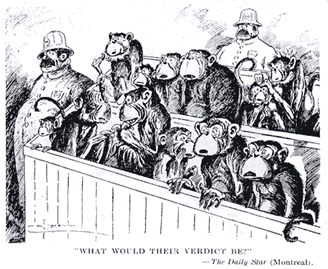 "WHAT WOULD THEIR VERDICT BE?"
—The Daily Star (Montreal).